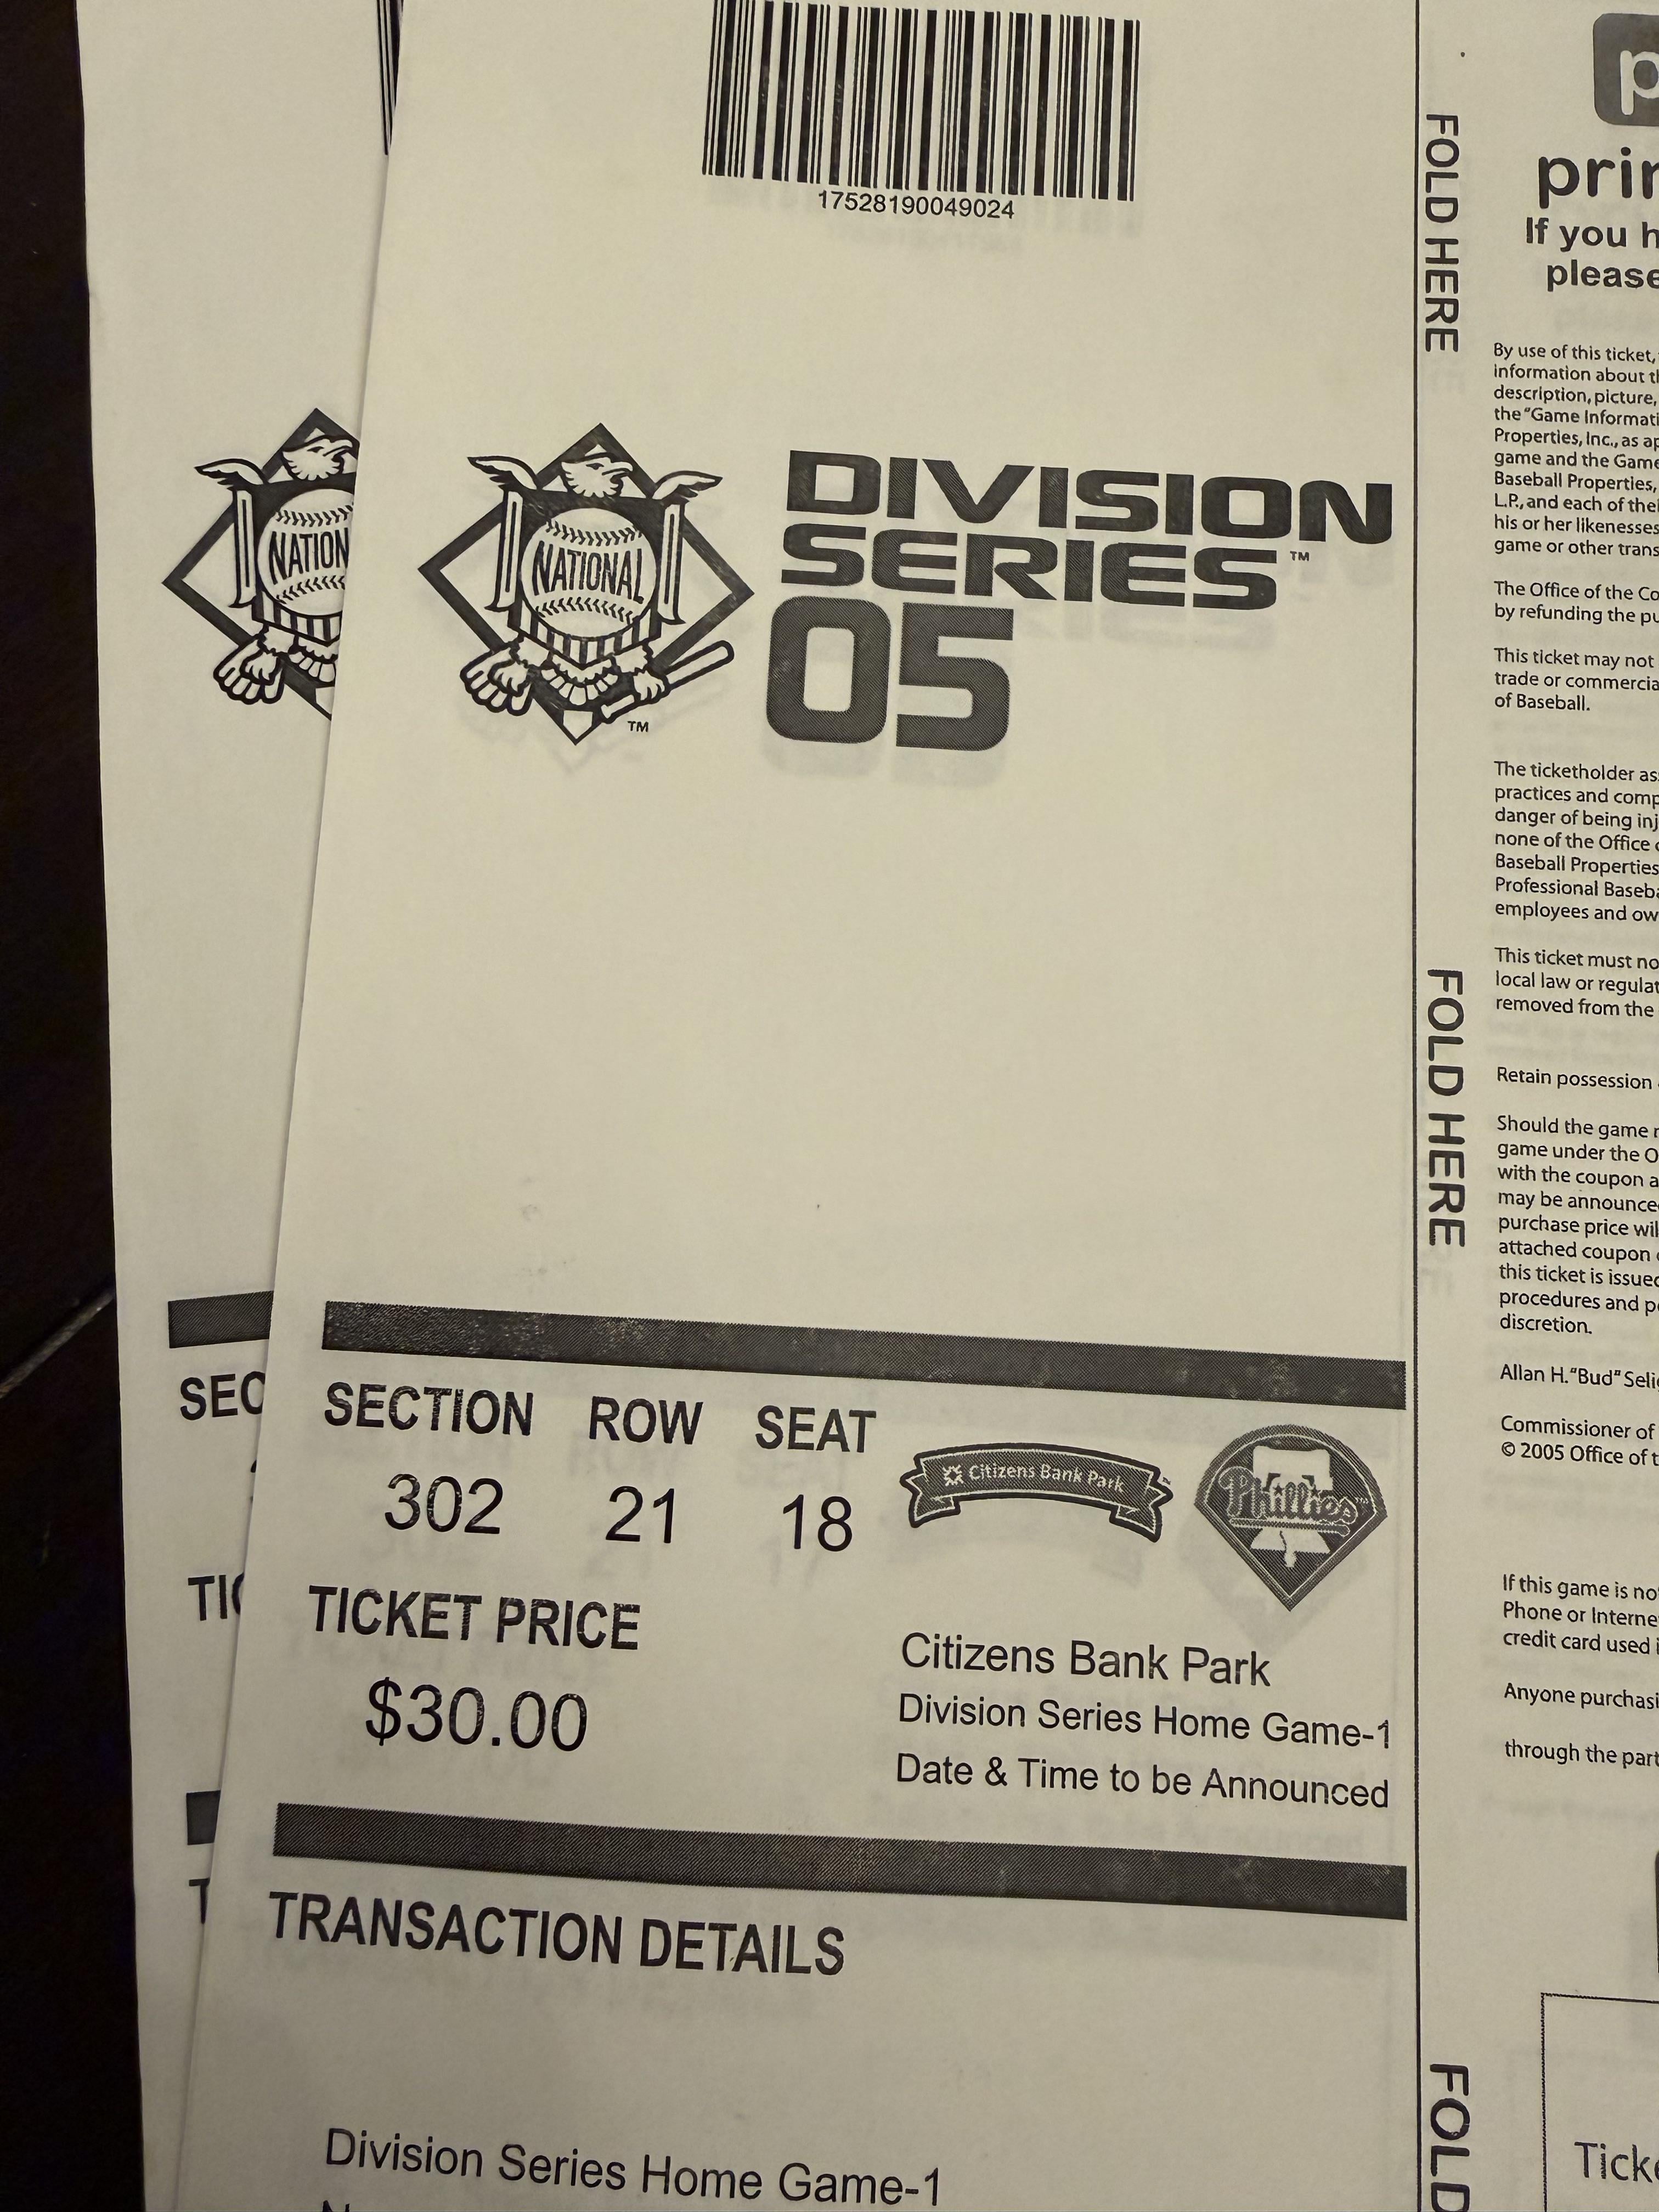 17528190049024
NATIONAL
TM
DIVISION
SERIES™
05
SECTION ROW SEAT
302 21 18
Citizens Bank Park
Phillies
TICKET PRICE
$30.00
Citizens Bank Park
Division Series Home Game-1
Date & Time to be Announced
TRANSACTION DETAILS
Division Series Home Game-1
NATION
SEC
TIC
T
FOLD HERE
FOLD HERE
FOLD
p
prin
If you h
please
By use of this ticket,
information about th
description, picture,
the "Game Informati
Properties, Inc., as ap
game and the Game
Baseball Properties,
L.P., and each of thei
his or her likenesses
game or other trans
The Office of the Co
by refunding the pu
This ticket may not
trade or commercia
of Baseball.
The ticketholder as
practices and comp
danger of being inj
none of the Office o
Baseball Properties
Professional Baseba
employees and ow
This ticket must no
local law or regulat
removed from the
Retain possession
Should the game r
game under the O
with the coupon a
may be announce
purchase price wil
attached coupon
this ticket is issued
procedures and p
discretion.
Allan H. "Bud" Selig
Commissioner of
© 2005 Office of t
If this game is no
Phone or Interne
credit card used i
Anyone purchasi
through the part
Ticke